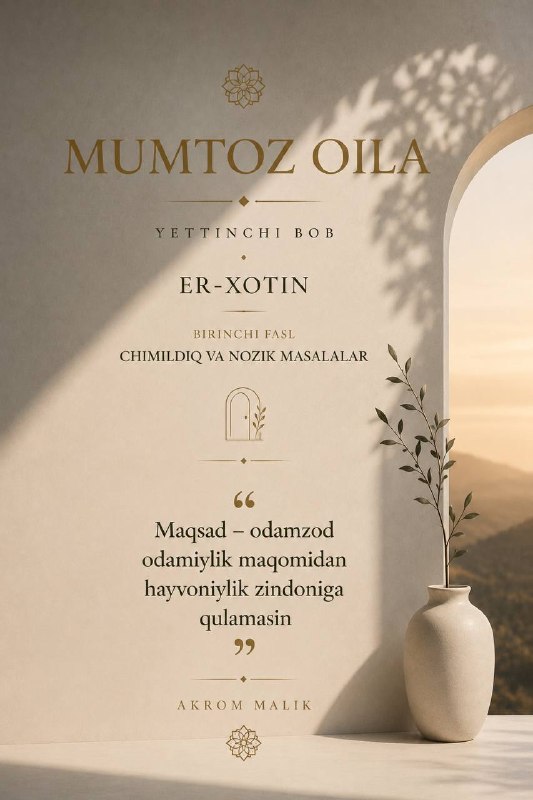 MUMTOZ OILA
YETTINCHI BOB
ER-XOTIN
BIRINCHI FASL
CHIMILDIQ VA NOZIK MASALALAR
“
Maqsad – odamzod
odamiylik maqomidan
hayvoniylik zindoniga
qulamasin
”
AKROM MALIK